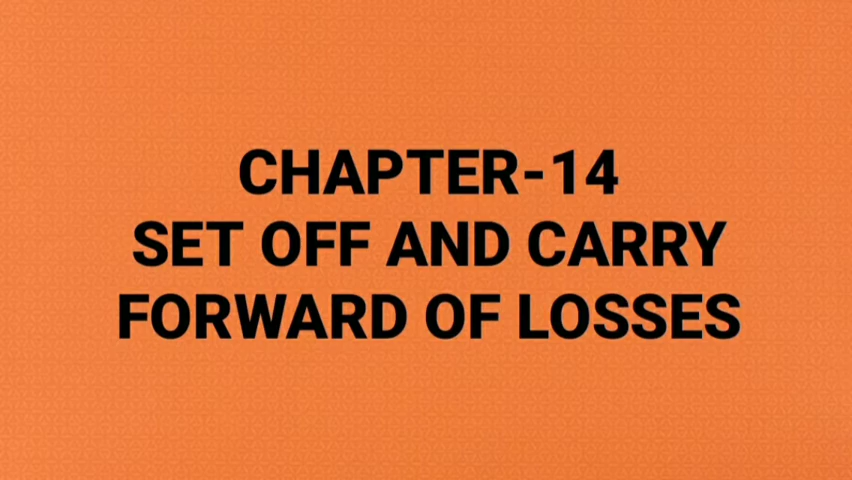 CHAPTER-14
SET OFF AND CARRY
FORWARD OF LOSSES